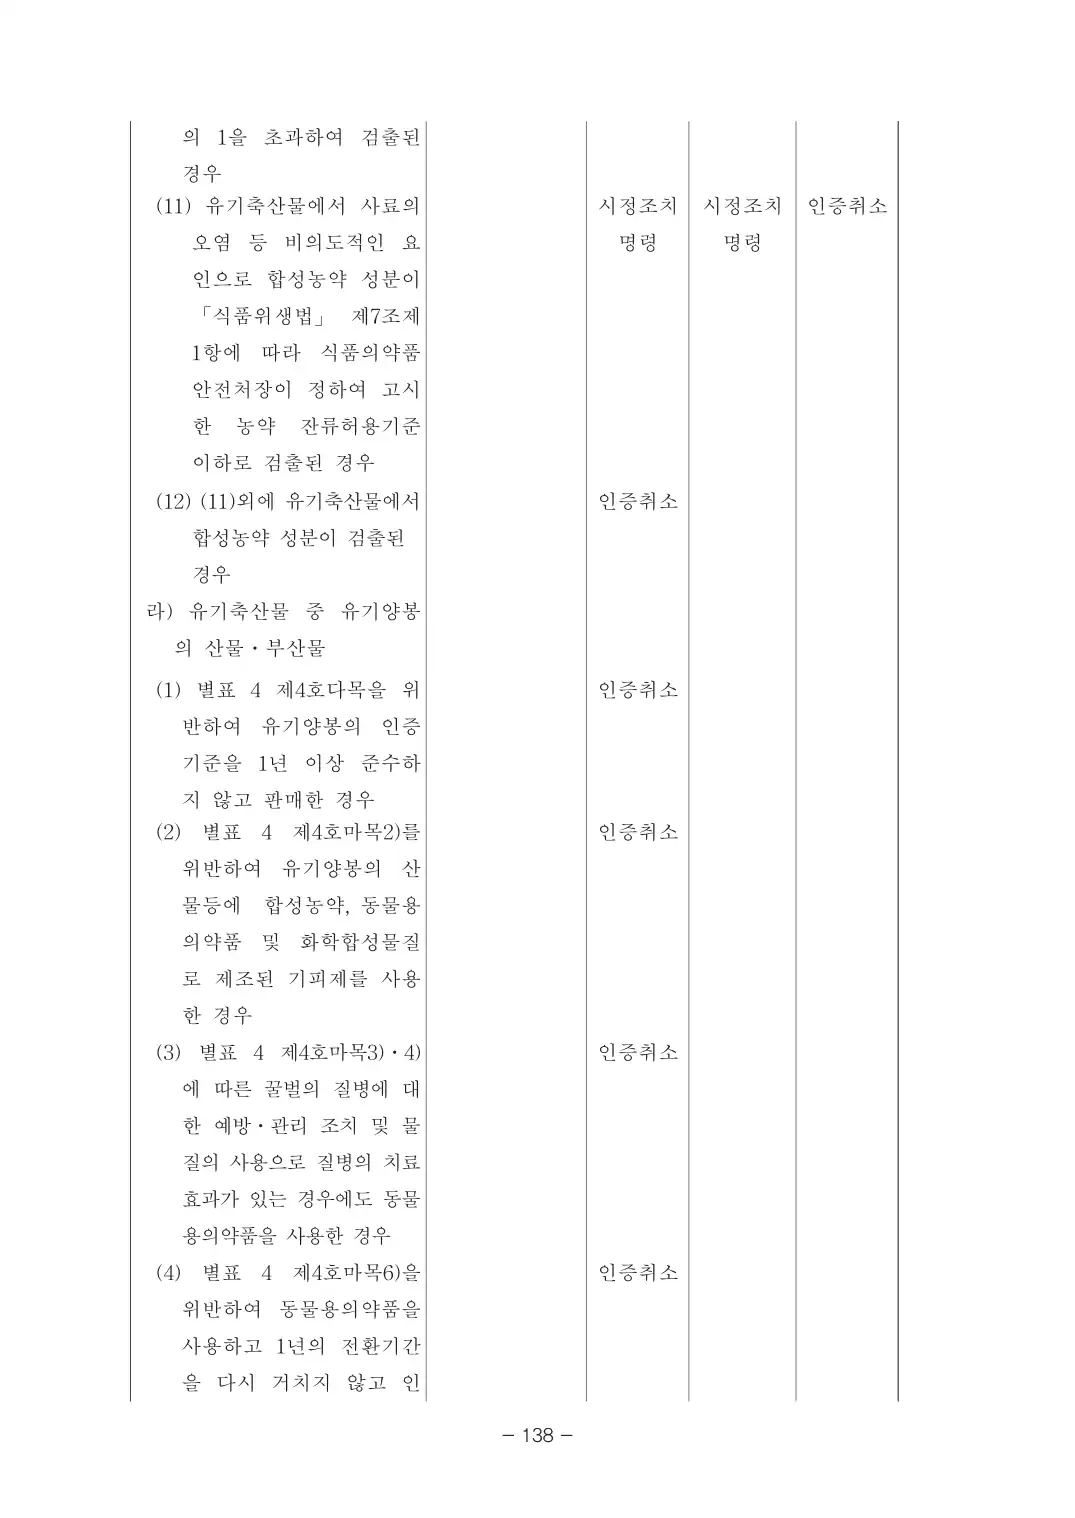 의 1을 초과하여 검출된
경우
(11) 유기축산물에서 사료의 시정조치 시정조치 인증취소
오염 등 비의도적인 요 명령 명령
인으로 합성농약 성분이
「식품위생법」 제7조제
1항에 따라 식품의약품
안전처장이 정하여 고시
한 농약 잔류허용기준
이하로 검출된 경우
(12) (11)외에 유기축산물에서 인증취소
합성농약 성분이 검출된
경우
라) 유기축산물 중 유기양봉
의 산물·부산물
(1) 별표 4 제4호다목을 위 인증취소
반하여 유기양봉의 인증
기준을 1년 이상 준수하
지 않고 판매한 경우
(2) 별표 4 제4호마목2)를 인증취소
위반하여 유기양봉의 산
물등에 합성농약, 동물용
의약품 및 화학합성물질
로 제조된 기피제를 사용
한 경우
(3) 별표 4 제4호마목3)·4) 인증취소
에 따른 꿀벌의 질병에 대
한 예방·관리 조치 및 물
질의 사용으로 질병의 치료
효과가 있는 경우에도 동물
용의약품을 사용한 경우
(4) 별표 4 제4호마목6)을 인증취소
위반하여 동물용의약품을
사용하고 1년의 전환기간
을 다시 거치지 않고 인
- 138 -